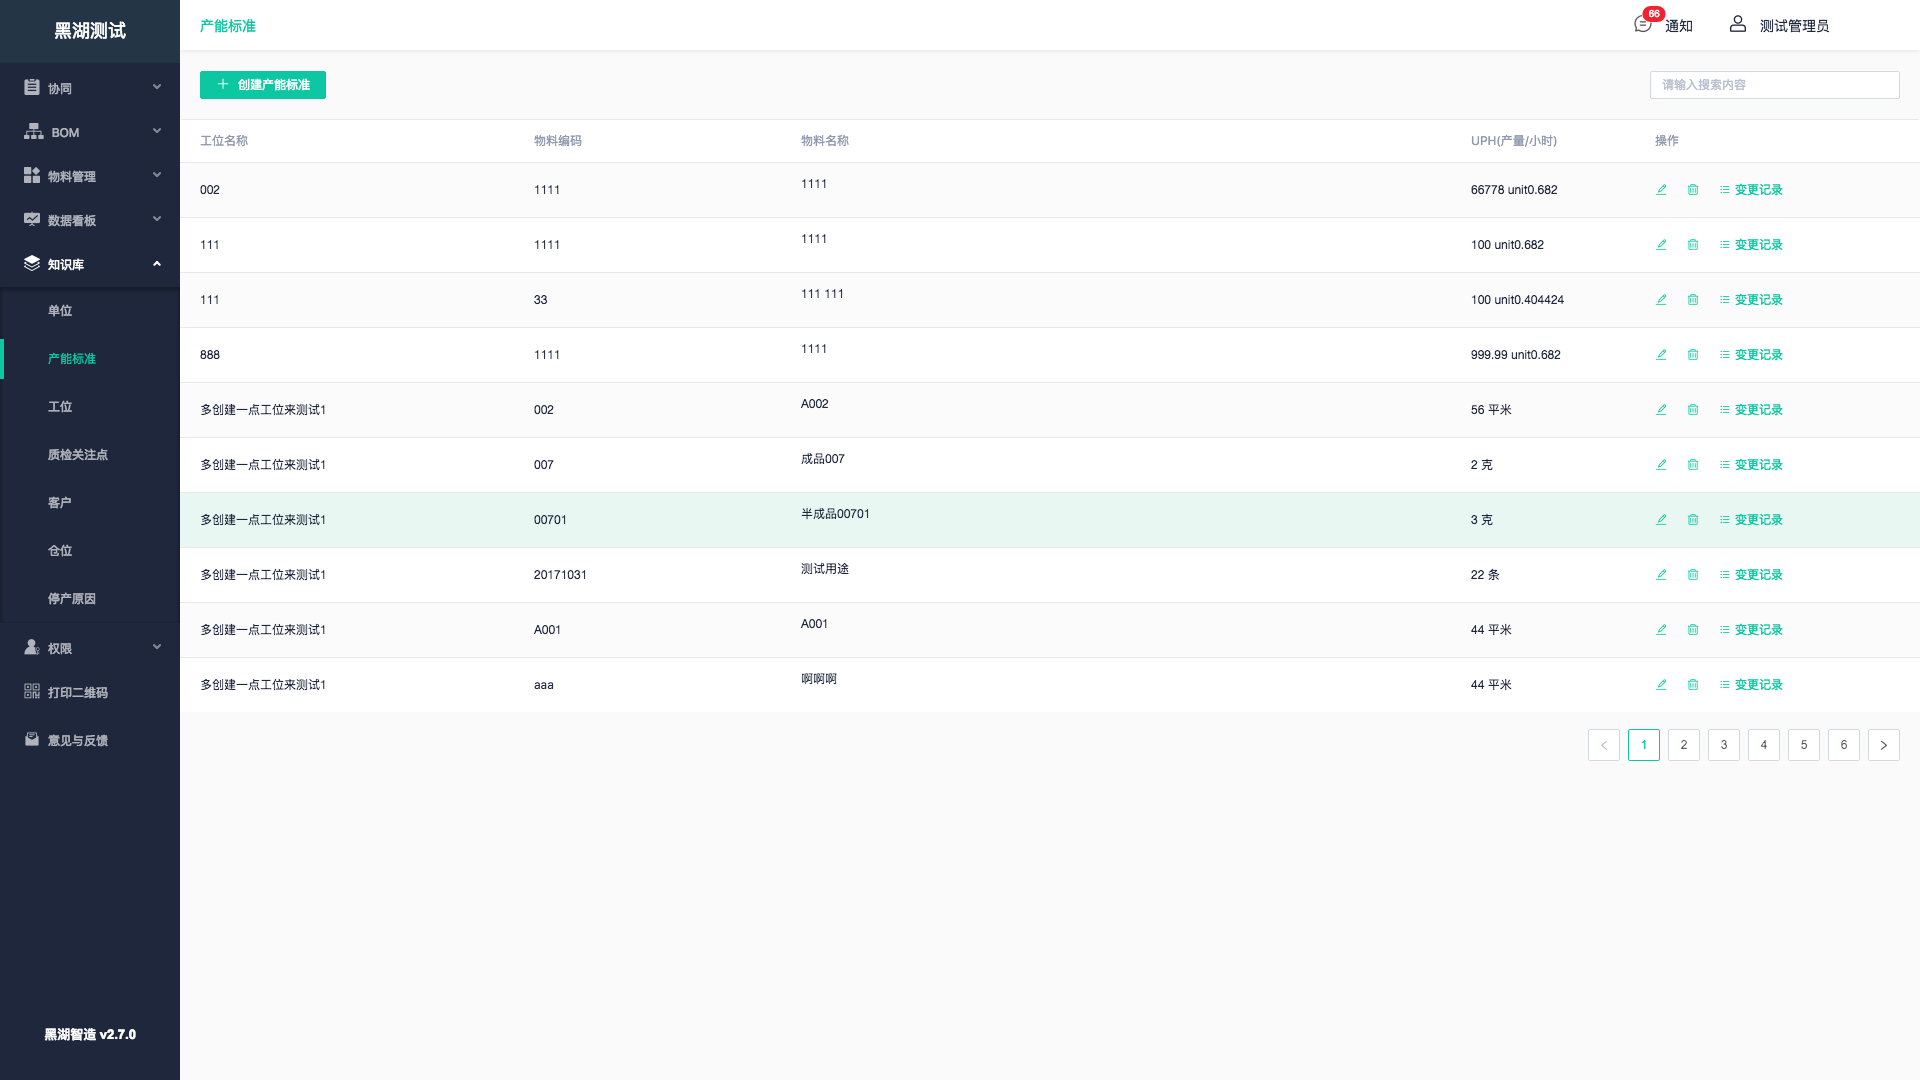 黑湖测试
协同
BOM
物料管理
数据看板
知识库
单位
产能标准
工位
质检关注点
客户
仓位
停产原因
权限
打印二维码
意见与反馈
黑湖智造 v2.7.0
产能标准
66
通知
测试管理员
创建产能标准
请输入搜索内容
工位名称 物料编码 物料名称 UPH(产量/小时) 操作
002 1111 1111 66778 unit0.682 变更记录
111 1111 1111 100 unit0.682 变更记录
111 33 111 111 100 unit0.404424 变更记录
888 1111 1111 999.99 unit0.682 变更记录
多创建一点工位来测试1 002 A002 56 平米 变更记录
多创建一点工位来测试1 007 成品007 2 克 变更记录
多创建一点工位来测试1 00701 半成品00701 3 克 变更记录
多创建一点工位来测试1 20171031 测试用途 22 条 变更记录
多创建一点工位来测试1 A001 A001 44 平米 变更记录
多创建一点工位来测试1 aaa 啊啊啊 44 平米 变更记录
1 2 3 4 5 6